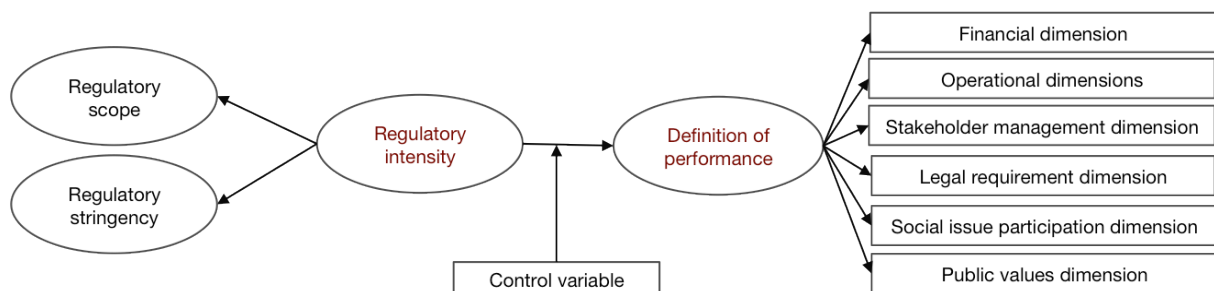 Regulatory
scope
Regulatory
stringency
Regulatory
intensity
Control variable
Definition of
performance
Financial dimension
Operational dimensions
Stakeholder management dimension
Legal requirement dimension
Social issue participation dimension
Public values dimension